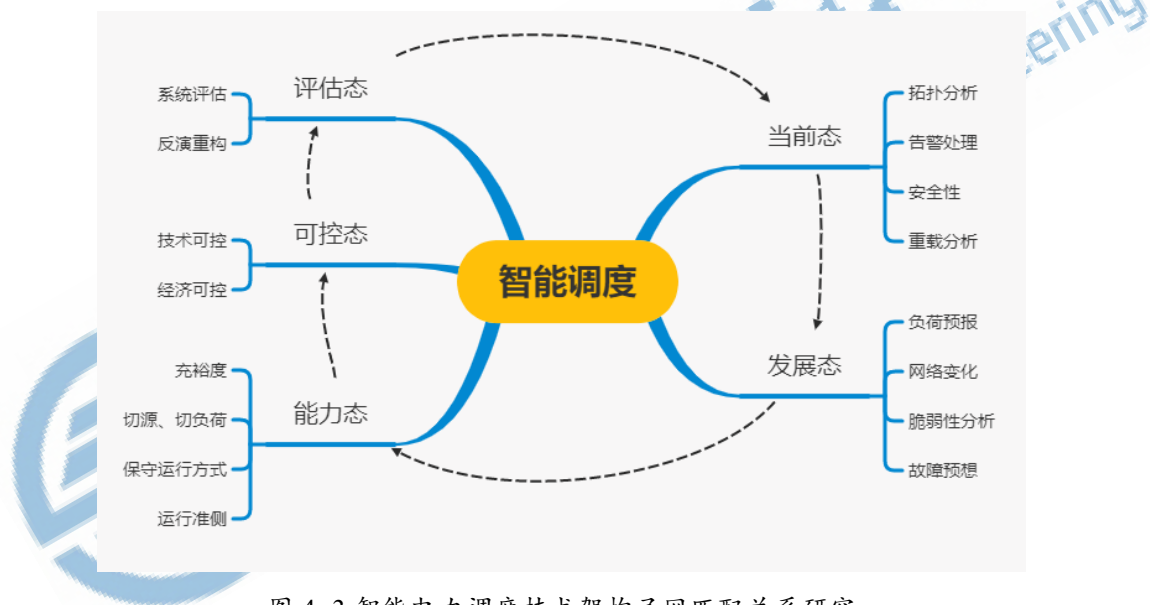 ering
评估态
系统评估
反演重构
可控态
技术可控
经济可控
能力态
充裕度
切源、切负荷
保守运行方式
运行准侧
智能调度
当前态
拓扑分析
告警处理
安全性
重载分析
发展态
负荷预报
网络变化
脆弱性分析
故障预想